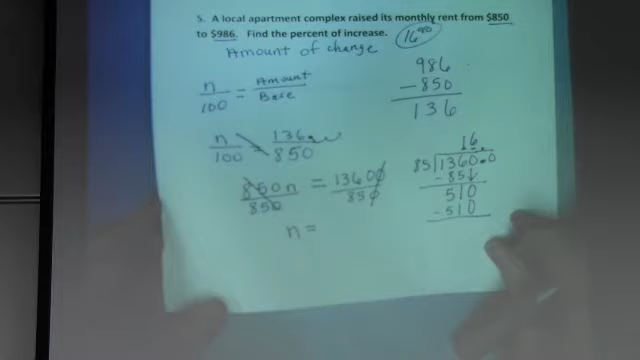 5. A local apartment complex raised its monthly rent from $850
to $986. Find the percent of increase. 16%
Amount of change
n/100 = Amount/Base
986
- 850
136
n/100 = 136/850
850n/850 = 13600/850
n =
16.
85 1360.0
- 85
510
- 510